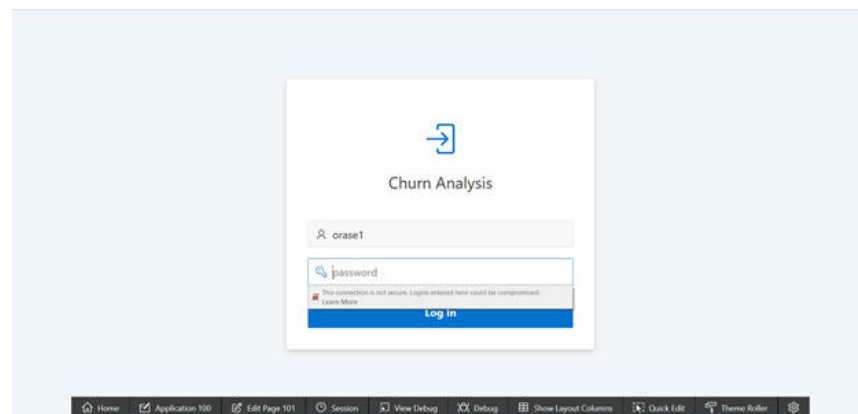 Churn Analysis
orase1
password
This connection is not secure. Logins entered here could be compromised.
Learn More
Log In
Home Application 100 Edit Page 101 Session View Debug Debug Show Layout Columns Quick Edit Theme Roller